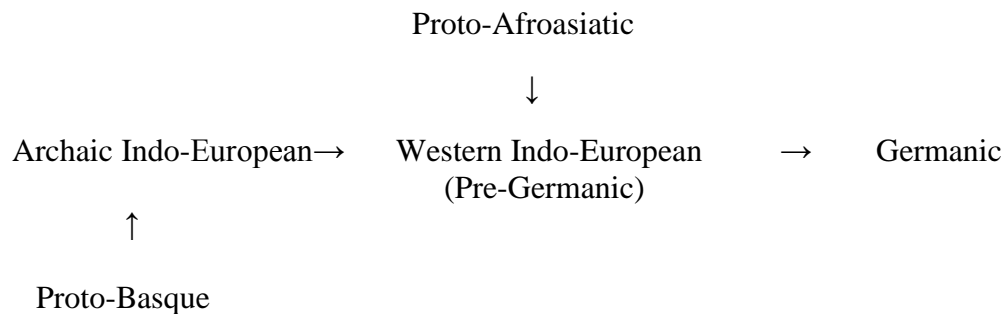 Proto-Afroasiatic
↓
Archaic Indo-European→ Western Indo-European → Germanic
(Pre-Germanic)
↑
Proto-Basque